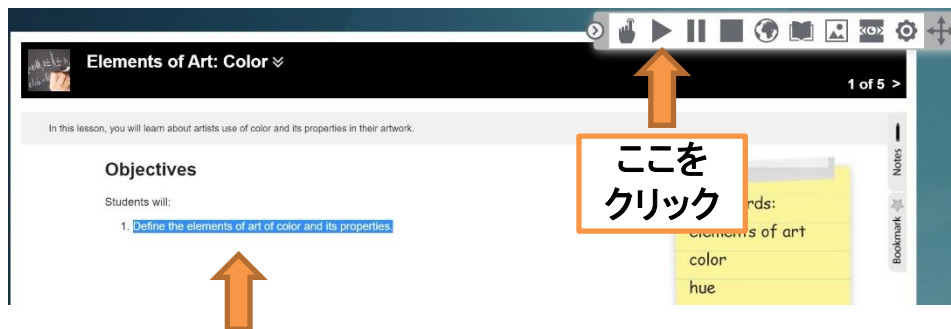 Elements of Art: Color
1 of 5 >
In this lesson, you will learn about artists use of color and its properties in their artwork.
Objectives
Students will:
1. Define the elements of art of color and its properties.
ここを
クリック
rds:
elements of art
color
hue
Notes
Bookmark